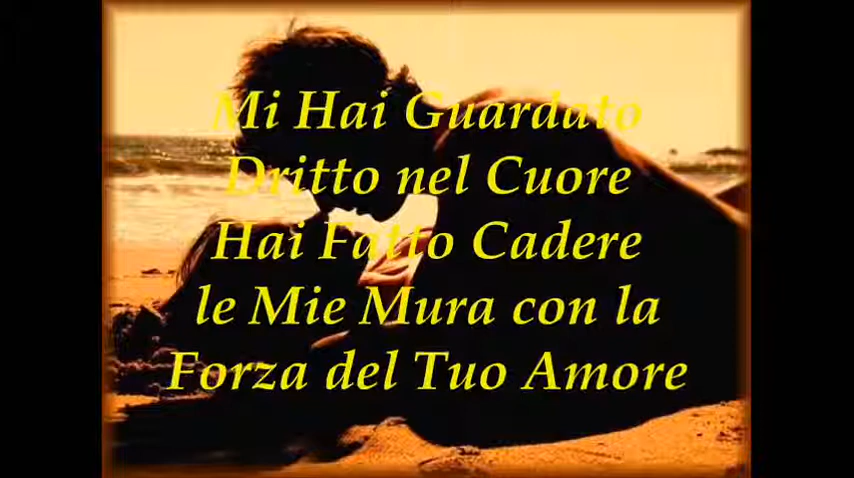 Mi Hai Guardato
Dritto nel Cuore
Hai Fatto Cadere
le Mie Mura con la
Forza del Tuo Amore